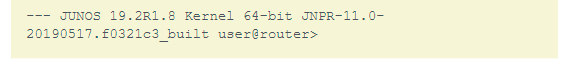 --- JUNOS 19.2R1.8 Kernel 64-bit JNPR-11.0-
20190517.f0321c3_built user@router>